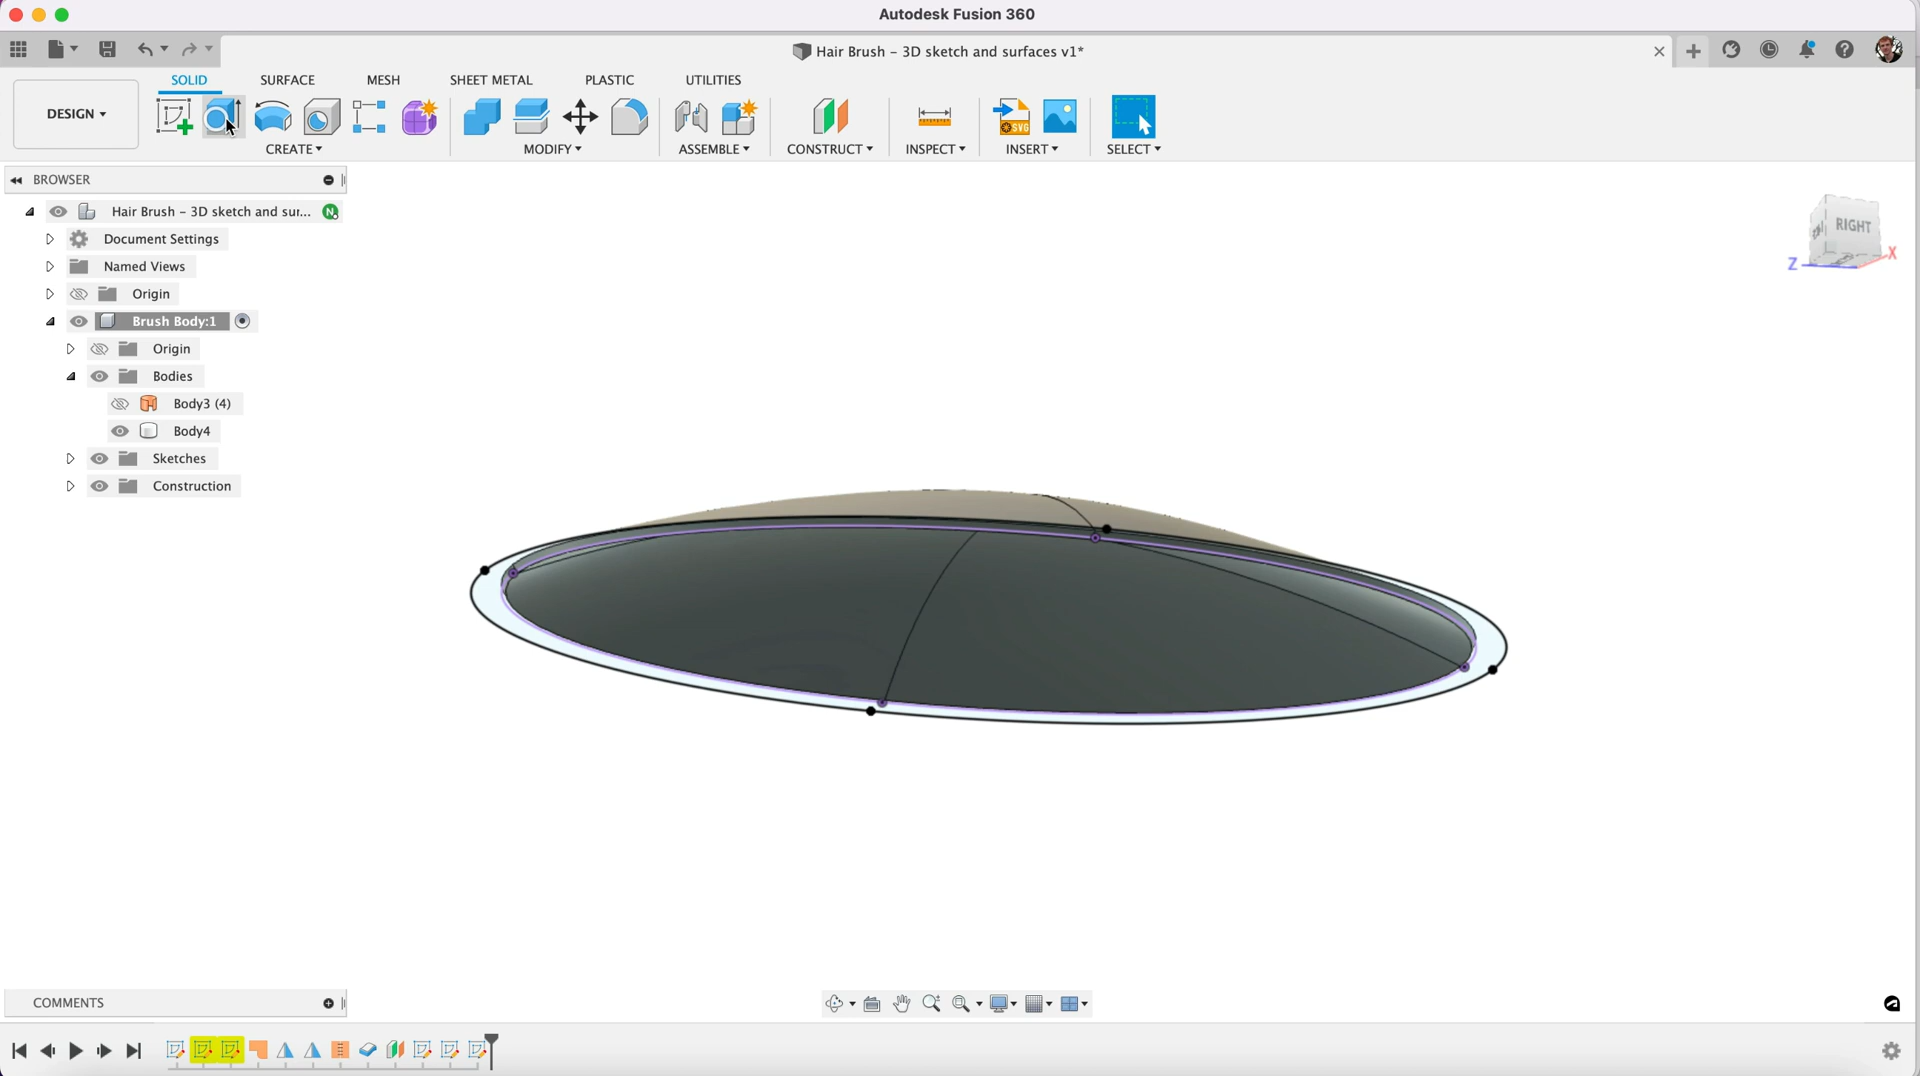 Autodesk Fusion 360
Hair Brush – 3D sketch and surfaces v1*
SOLID SURFACE MESH SHEET METAL PLASTIC UTILITIES
DESIGN
CREATE MODIFY ASSEMBLE CONSTRUCT INSPECT INSERT SELECT
SVG
BROWSER
Hair Brush – 3D sketch and sur... N
Document Settings
Named Views
Origin
Brush Body:1
Origin
Bodies
Body3 (4)
Body4
Sketches
Construction
RIGHT
Z
X
COMMENTS